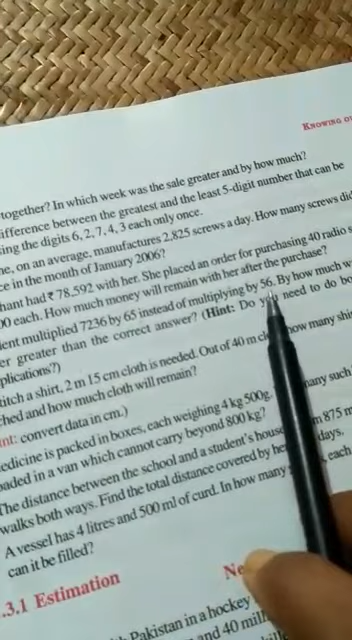 KNOWING OU
together? In which week was the sale greater and by how much?
ifference between the greatest and the least 5-digit number that can be
ing the digits 6, 2, 7, 4, 3 each only once.
ne, on an average, manufactures 2,825 screws a day. How many screws did
ce in the month of January 2006?
hant had ₹ 78,592 with her. She placed an order for purchasing 40 radio s
00 each. How much money will remain with her after the purchase?
ent multiplied 7236 by 65 instead of multiplying by 56. By how much w
er greater than the correct answer? (Hint: Do you need to do bo
plications?)
titch a shirt, 2 m 15 cm cloth is needed. Out of 40 m cl how many shir
ched and how much cloth will remain?
nt: convert data in cm.)
edicine is packed in boxes, each weighing 4 kg 500g. many such
oaded in a van which cannot carry beyond 800 kg?
The distance between the school and a student's house m 875 m
walks both ways. Find the total distance covered by he days.
A vessel has 4 litres and 500 ml of curd. In how many each
can it be filled?
.3.1 Estimation
Ne
Pakistan in a hockey
and 40 mill